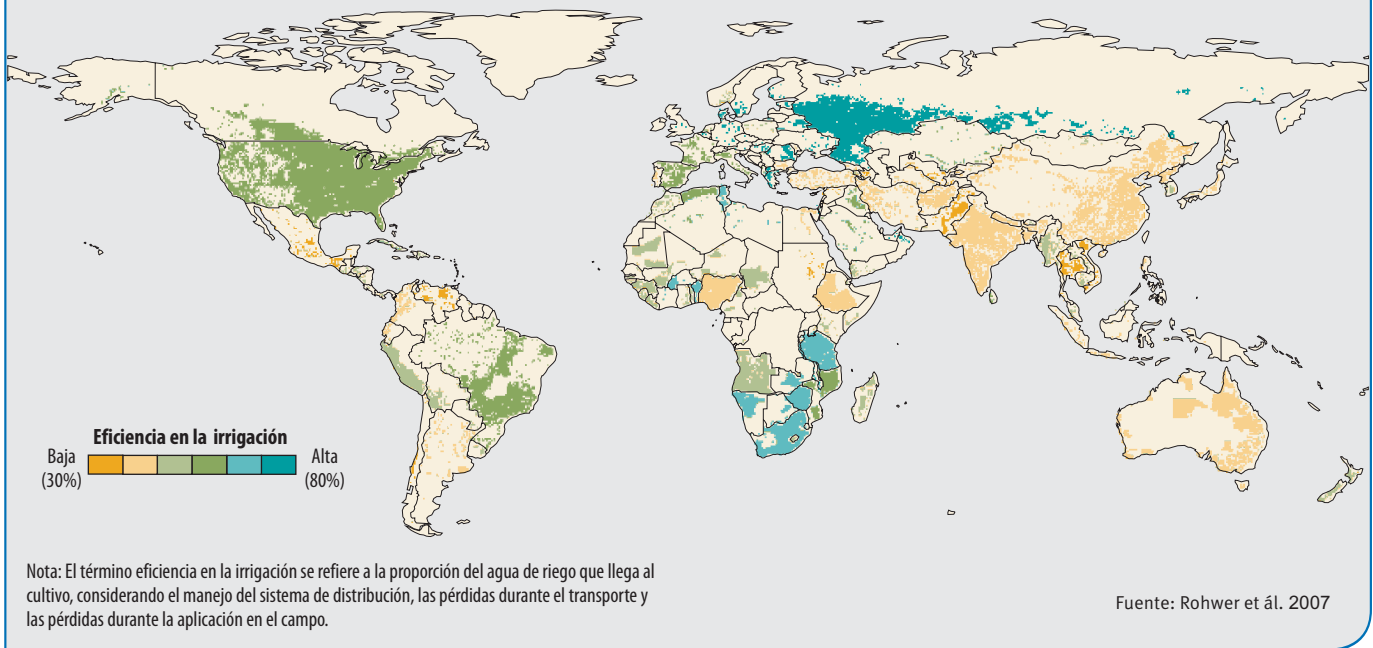 Eficiencia en la irrigación
Baja
(30%)
Alta
(80%)
Nota: El término eficiencia en la irrigación se refiere a la proporción del agua de riego que llega al
cultivo, considerando el manejo del sistema de distribución, las pérdidas durante el transporte y
las pérdidas durante la aplicación en el campo.
Fuente: Rohwer et ál. 2007